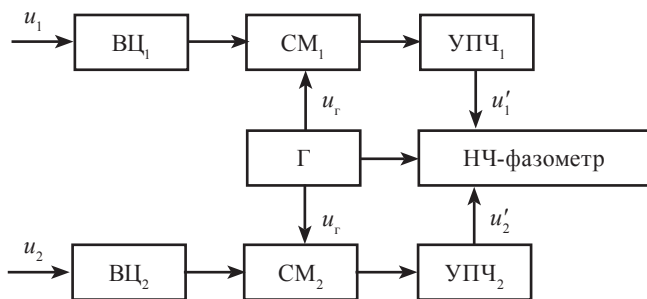 u₁ ВЦ₁ СМ₁ УПЧ₁
uг u′₁
Г НЧ-фазометр
uг u′₂
u₂ ВЦ₂ СМ₂ УПЧ₂